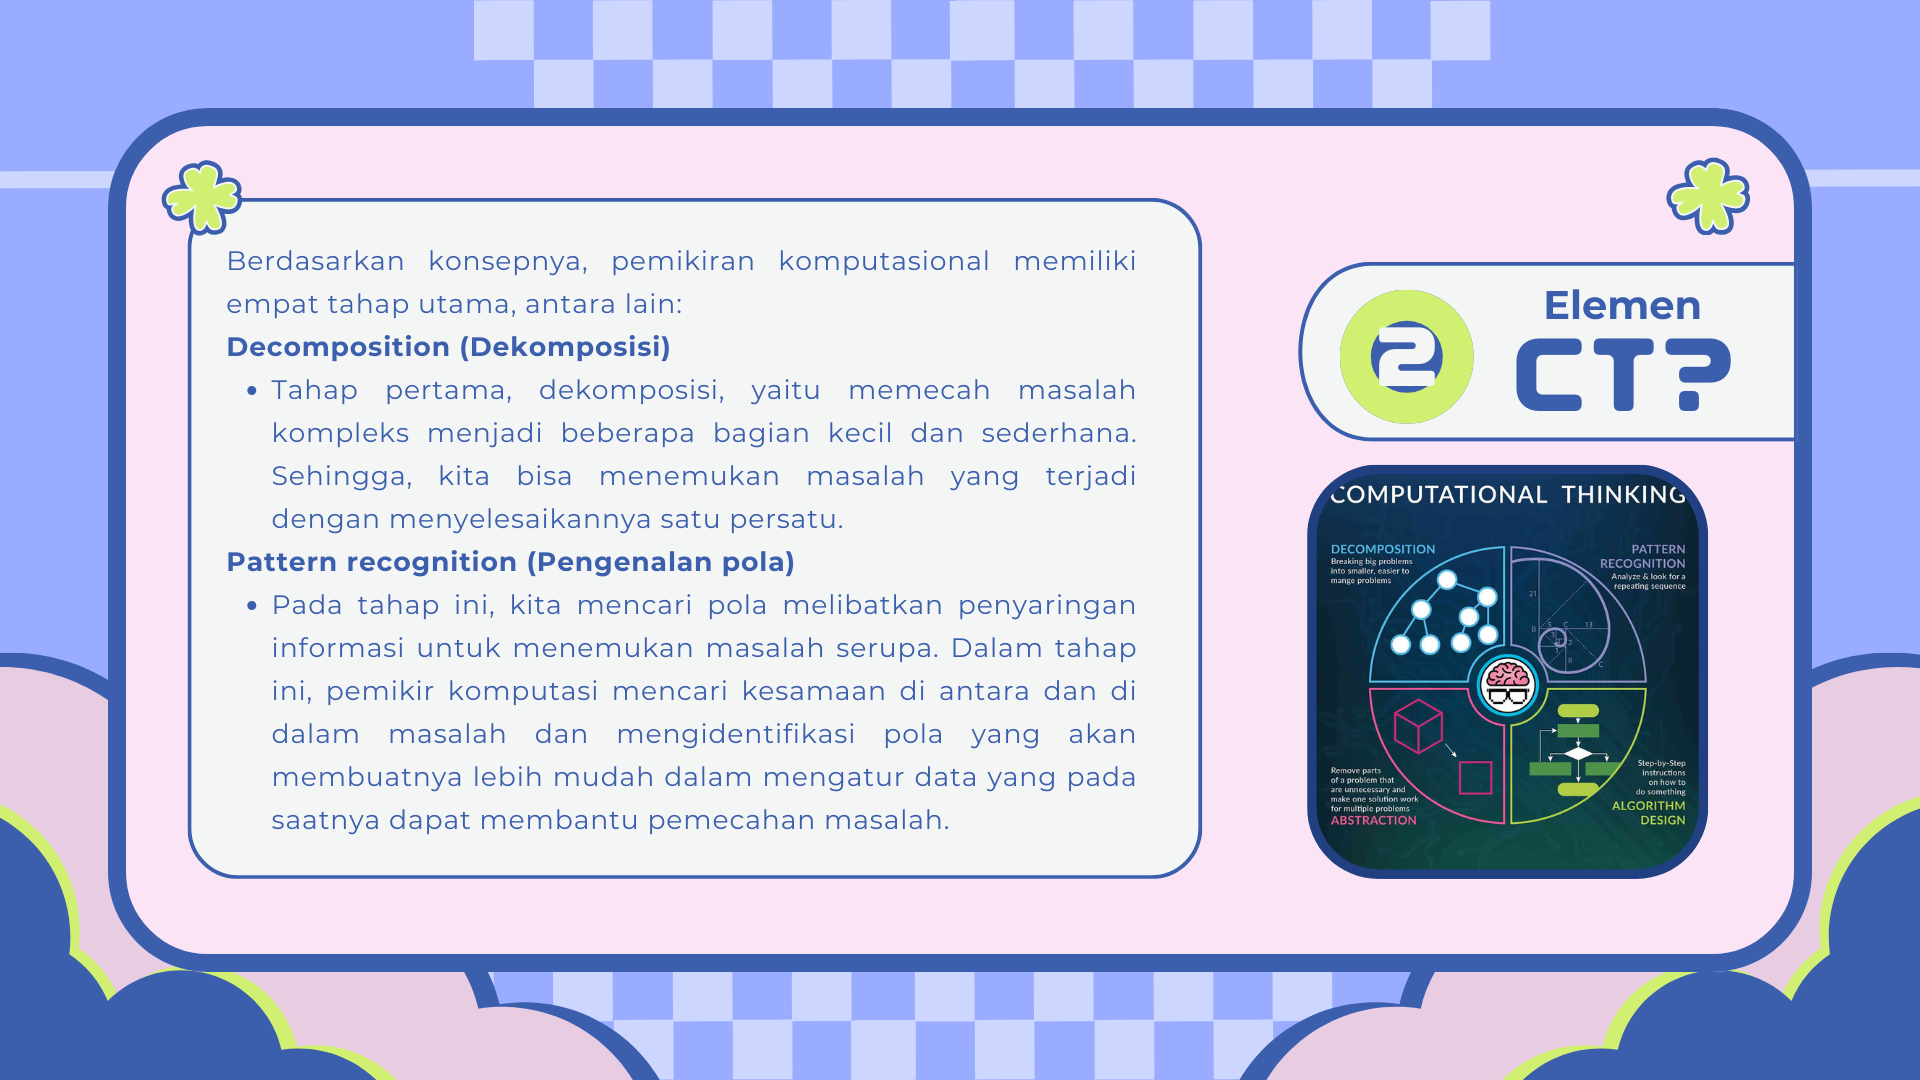 Berdasarkan konsepnya, pemikiran komputasional memiliki
empat tahap utama, antara lain:
Decomposition (Dekomposisi)
• Tahap pertama, dekomposisi, yaitu memecah masalah
kompleks menjadi beberapa bagian kecil dan sederhana.
Sehingga, kita bisa menemukan masalah yang terjadi
dengan menyelesaikannya satu persatu.
Pattern recognition (Pengenalan pola)
• Pada tahap ini, kita mencari pola melibatkan penyaringan
informasi untuk menemukan masalah serupa. Dalam tahap
ini, pemikir komputasi mencari kesamaan di antara dan di
dalam masalah dan mengidentifikasi pola yang akan
membuatnya lebih mudah dalam mengatur data yang pada
saatnya dapat membantu pemecahan masalah.
2
Elemen
CT?
COMPUTATIONAL THINKING
DECOMPOSITION
Breaking big problems
into smaller, easier to
mange problems
PATTERN
RECOGNITION
Analyze & look for a
repeating sequence
21
8
5
C
13
3
2
8
C
Remove parts
of a problem that
are unnecessary and
make one solution work
for multiple problems
ABSTRACTION
Step-by-Step
instructions
on how to
do something
ALGORITHM
DESIGN